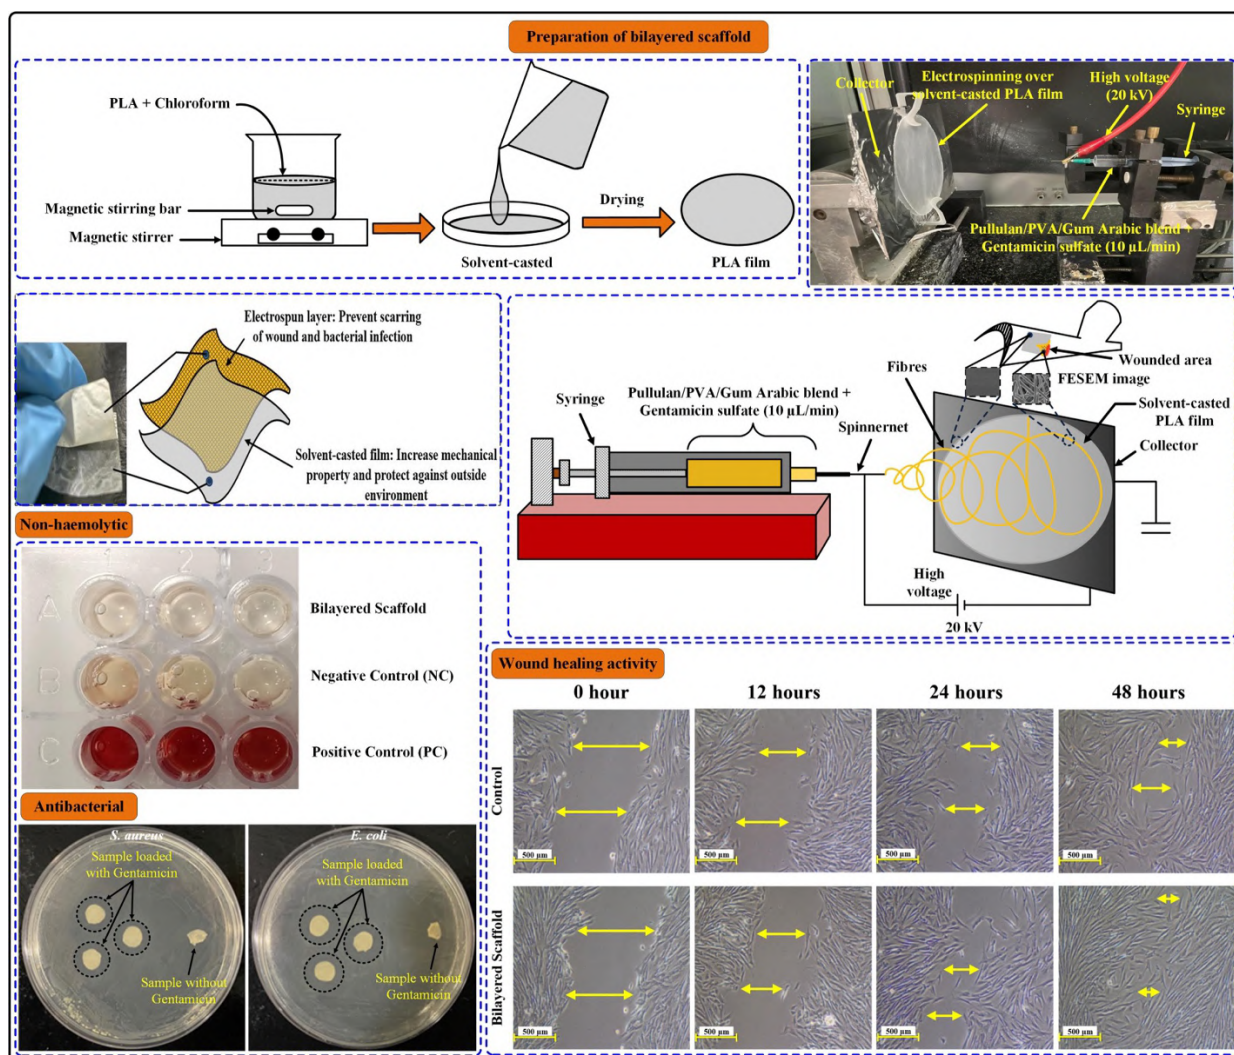 Preparation of bilayered scaffold
PLA + Chloroform
Magnetic stirring bar
Magnetic stirrer
Solvent-casted
Drying
PLA film
Collector
Electrospinning over
solvent-casted PLA film
High voltage
(20 kV)
Syringe
Pullulan/PVA/Gum Arabic blend +
Gentamicin sulfate (10 µL/min)
Electrospun layer: Prevent scarring
of wound and bacterial infection
Solvent-casted film: Increase mechanical
property and protect against outside
environment
Syringe
Pullulan/PVA/Gum Arabic blend +
Gentamicin sulfate (10 µL/min)
Spinnernet
Fibres
Wounded area
FESEM image
Solvent-casted
PLA film
Collector
High
voltage
20 kV
Non-haemolytic
1 2 3
A
B
C
Bilayered Scaffold
Negative Control (NC)
Positive Control (PC)
Antibacterial
S. aureus
Sample loaded
with Gentamicin
Sample without
Gentamicin
E. coli
Sample loaded
with Gentamicin
Sample without
Gentamicin
Wound healing activity
0 hour
12 hours
24 hours
48 hours
Control
500 µm
500 µm
500 µm
500 µm
Bilayered Scaffold
500 µm
500 µm
500 µm
500 µm